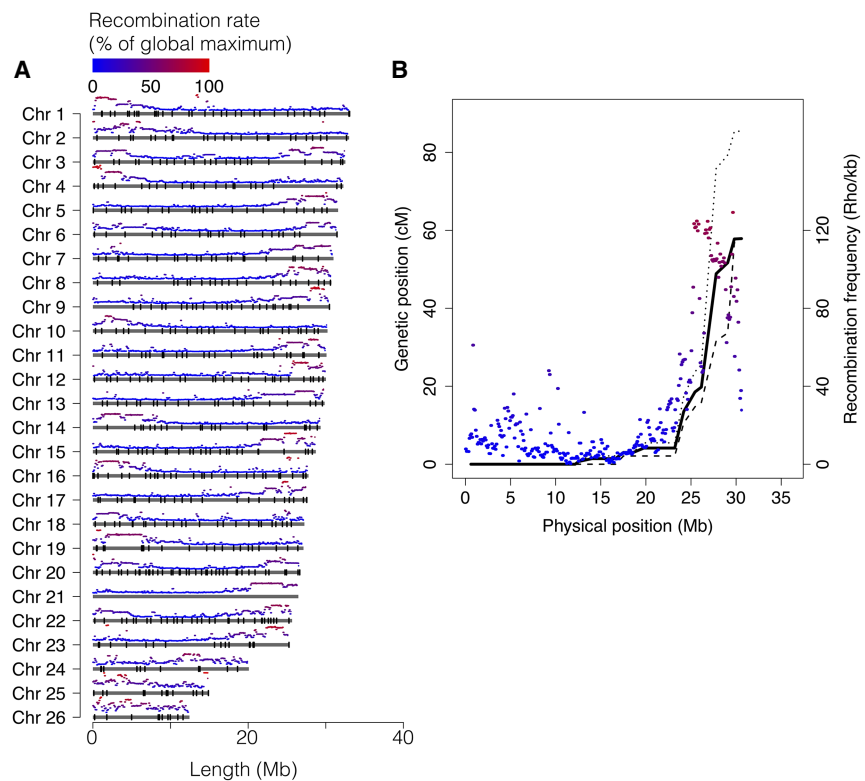 Recombination rate
(% of global maximum)
A
B
0 50 100
Chr 1
Chr 2
Chr 3
Chr 4
Chr 5
Chr 6
Chr 7
Chr 8
Chr 9
Chr 10
Chr 11
Chr 12
Chr 13
Chr 14
Chr 15
Chr 16
Chr 17
Chr 18
Chr 19
Chr 20
Chr 21
Chr 22
Chr 23
Chr 24
Chr 25
Chr 26
0 20 40
Length (Mb)
Genetic position (cM)
80
60
40
20
0
0 5 10 15 20 25 30 35
Physical position (Mb)
120
80
40
0
Recombination frequency (Rho/kb)